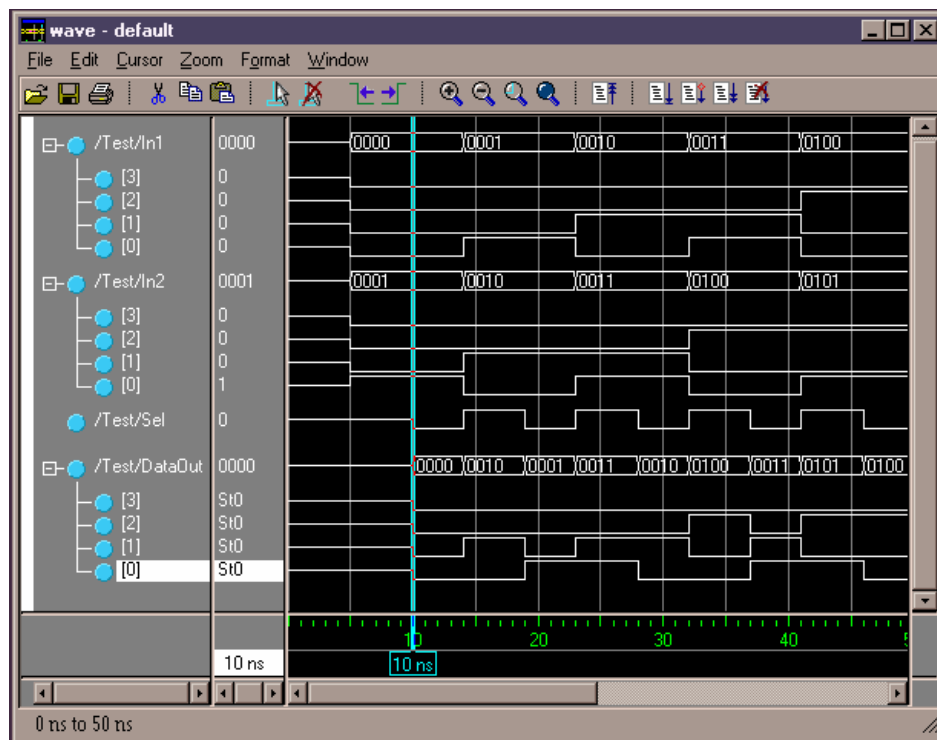 wave - default
File Edit Cursor Zoom Format Window
/Test/In1 0000 0000 0001 0010 0011 0100
[3] 0
[2] 0
[1] 0
[0] 0
/Test/In2 0001 0001 0010 0011 0100 0101
[3] 0
[2] 0
[1] 0
[0] 1
/Test/Sel 0
/Test/DataOut 0000 0000 0010 0001 0011 0010 0100 0011 0101 0100
[3] St0
[2] St0
[1] St0
[0] St0
10 20 30 40
10 ns 10 ns
0 ns to 50 ns